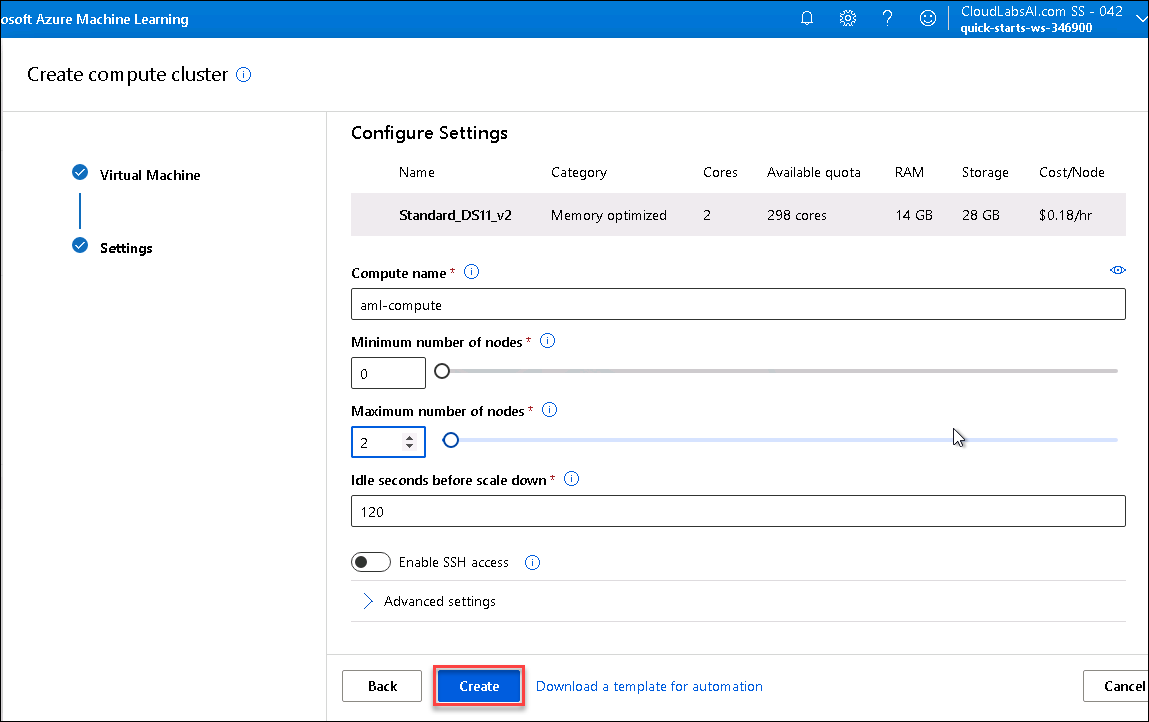 osoft Azure Machine Learning
CloudLabsAI.com SS - 042
quick-starts-ws-346900
Create compute cluster
Virtual Machine
Settings
Configure Settings
Name Category Cores Available quota RAM Storage Cost/Node
Standard_DS11_v2 Memory optimized 2 298 cores 14 GB 28 GB $0.18/hr
Compute name *
aml-compute
Minimum number of nodes *
0
Maximum number of nodes *
2
Idle seconds before scale down *
120
Enable SSH access
Advanced settings
Back Create Download a template for automation Cancel